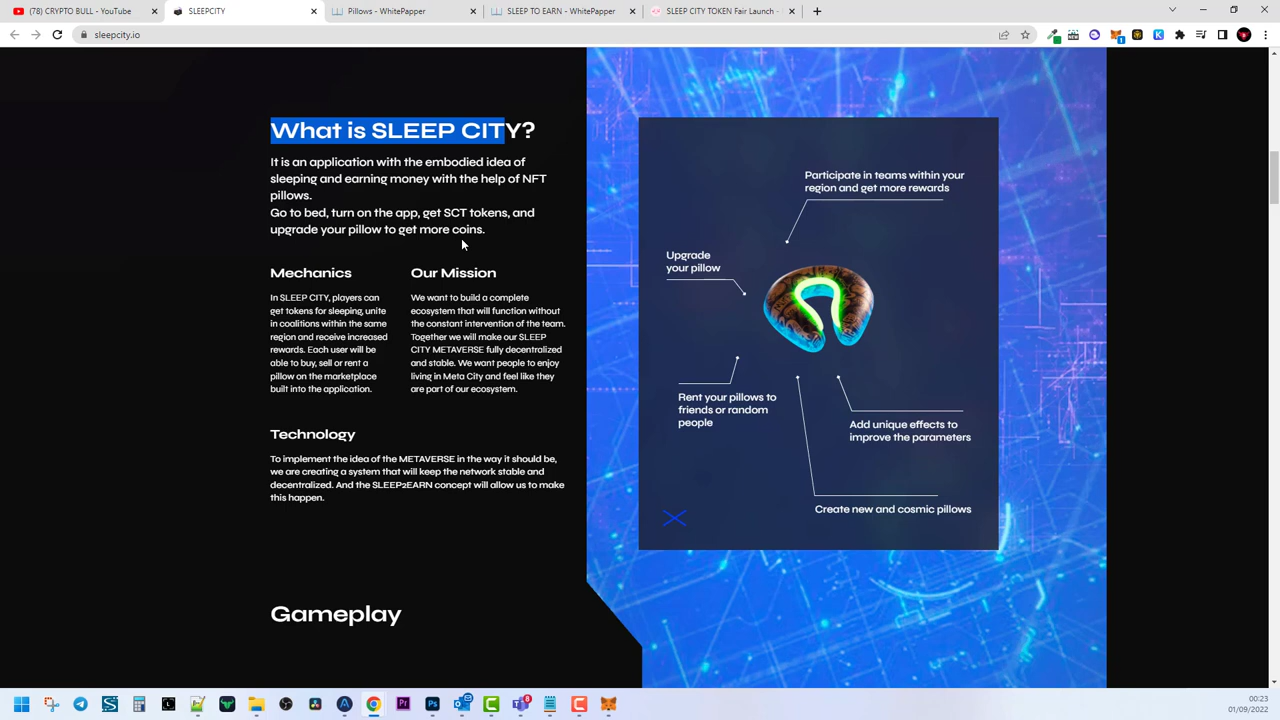 (78) CRYPTO BULL - YouTube
SLEEPCITY
Pillows - WhitePapper
SLEEP TO EARN - WhitePapper
SLEEP CITY TOKEN Fair Launch -
sleepcity.io
What is SLEEP CITY?
It is an application with the embodied idea of
sleeping and earning money with the help of NFT
pillows.
Go to bed, turn on the app, get SCT tokens, and
upgrade your pillow to get more coins.
Mechanics
In SLEEP CITY, players can
get tokens for sleeping, unite
in coalitions within the same
region and receive increased
rewards. Each user will be
able to buy, sell or rent a
pillow on the marketplace
built into the application.
Our Mission
We want to build a complete
ecosystem that will function without
the constant intervention of the team.
Together we will make our SLEEP
CITY METAVERSE fully decentralized
and stable. We want people to enjoy
living in Meta City and feel like they
are part of our ecosystem.
Technology
To implement the idea of the METAVERSE in the way it should be,
we are creating a system that will keep the network stable and
decentralized. And the SLEEP2EARN concept will allow us to make
this happen.
Gameplay
Participate in teams within your
region and get more rewards
Upgrade
your pillow
Rent your pillows to
friends or random
people
Add unique effects to
improve the parameters
Create new and cosmic pillows
00:23
01/09/2022